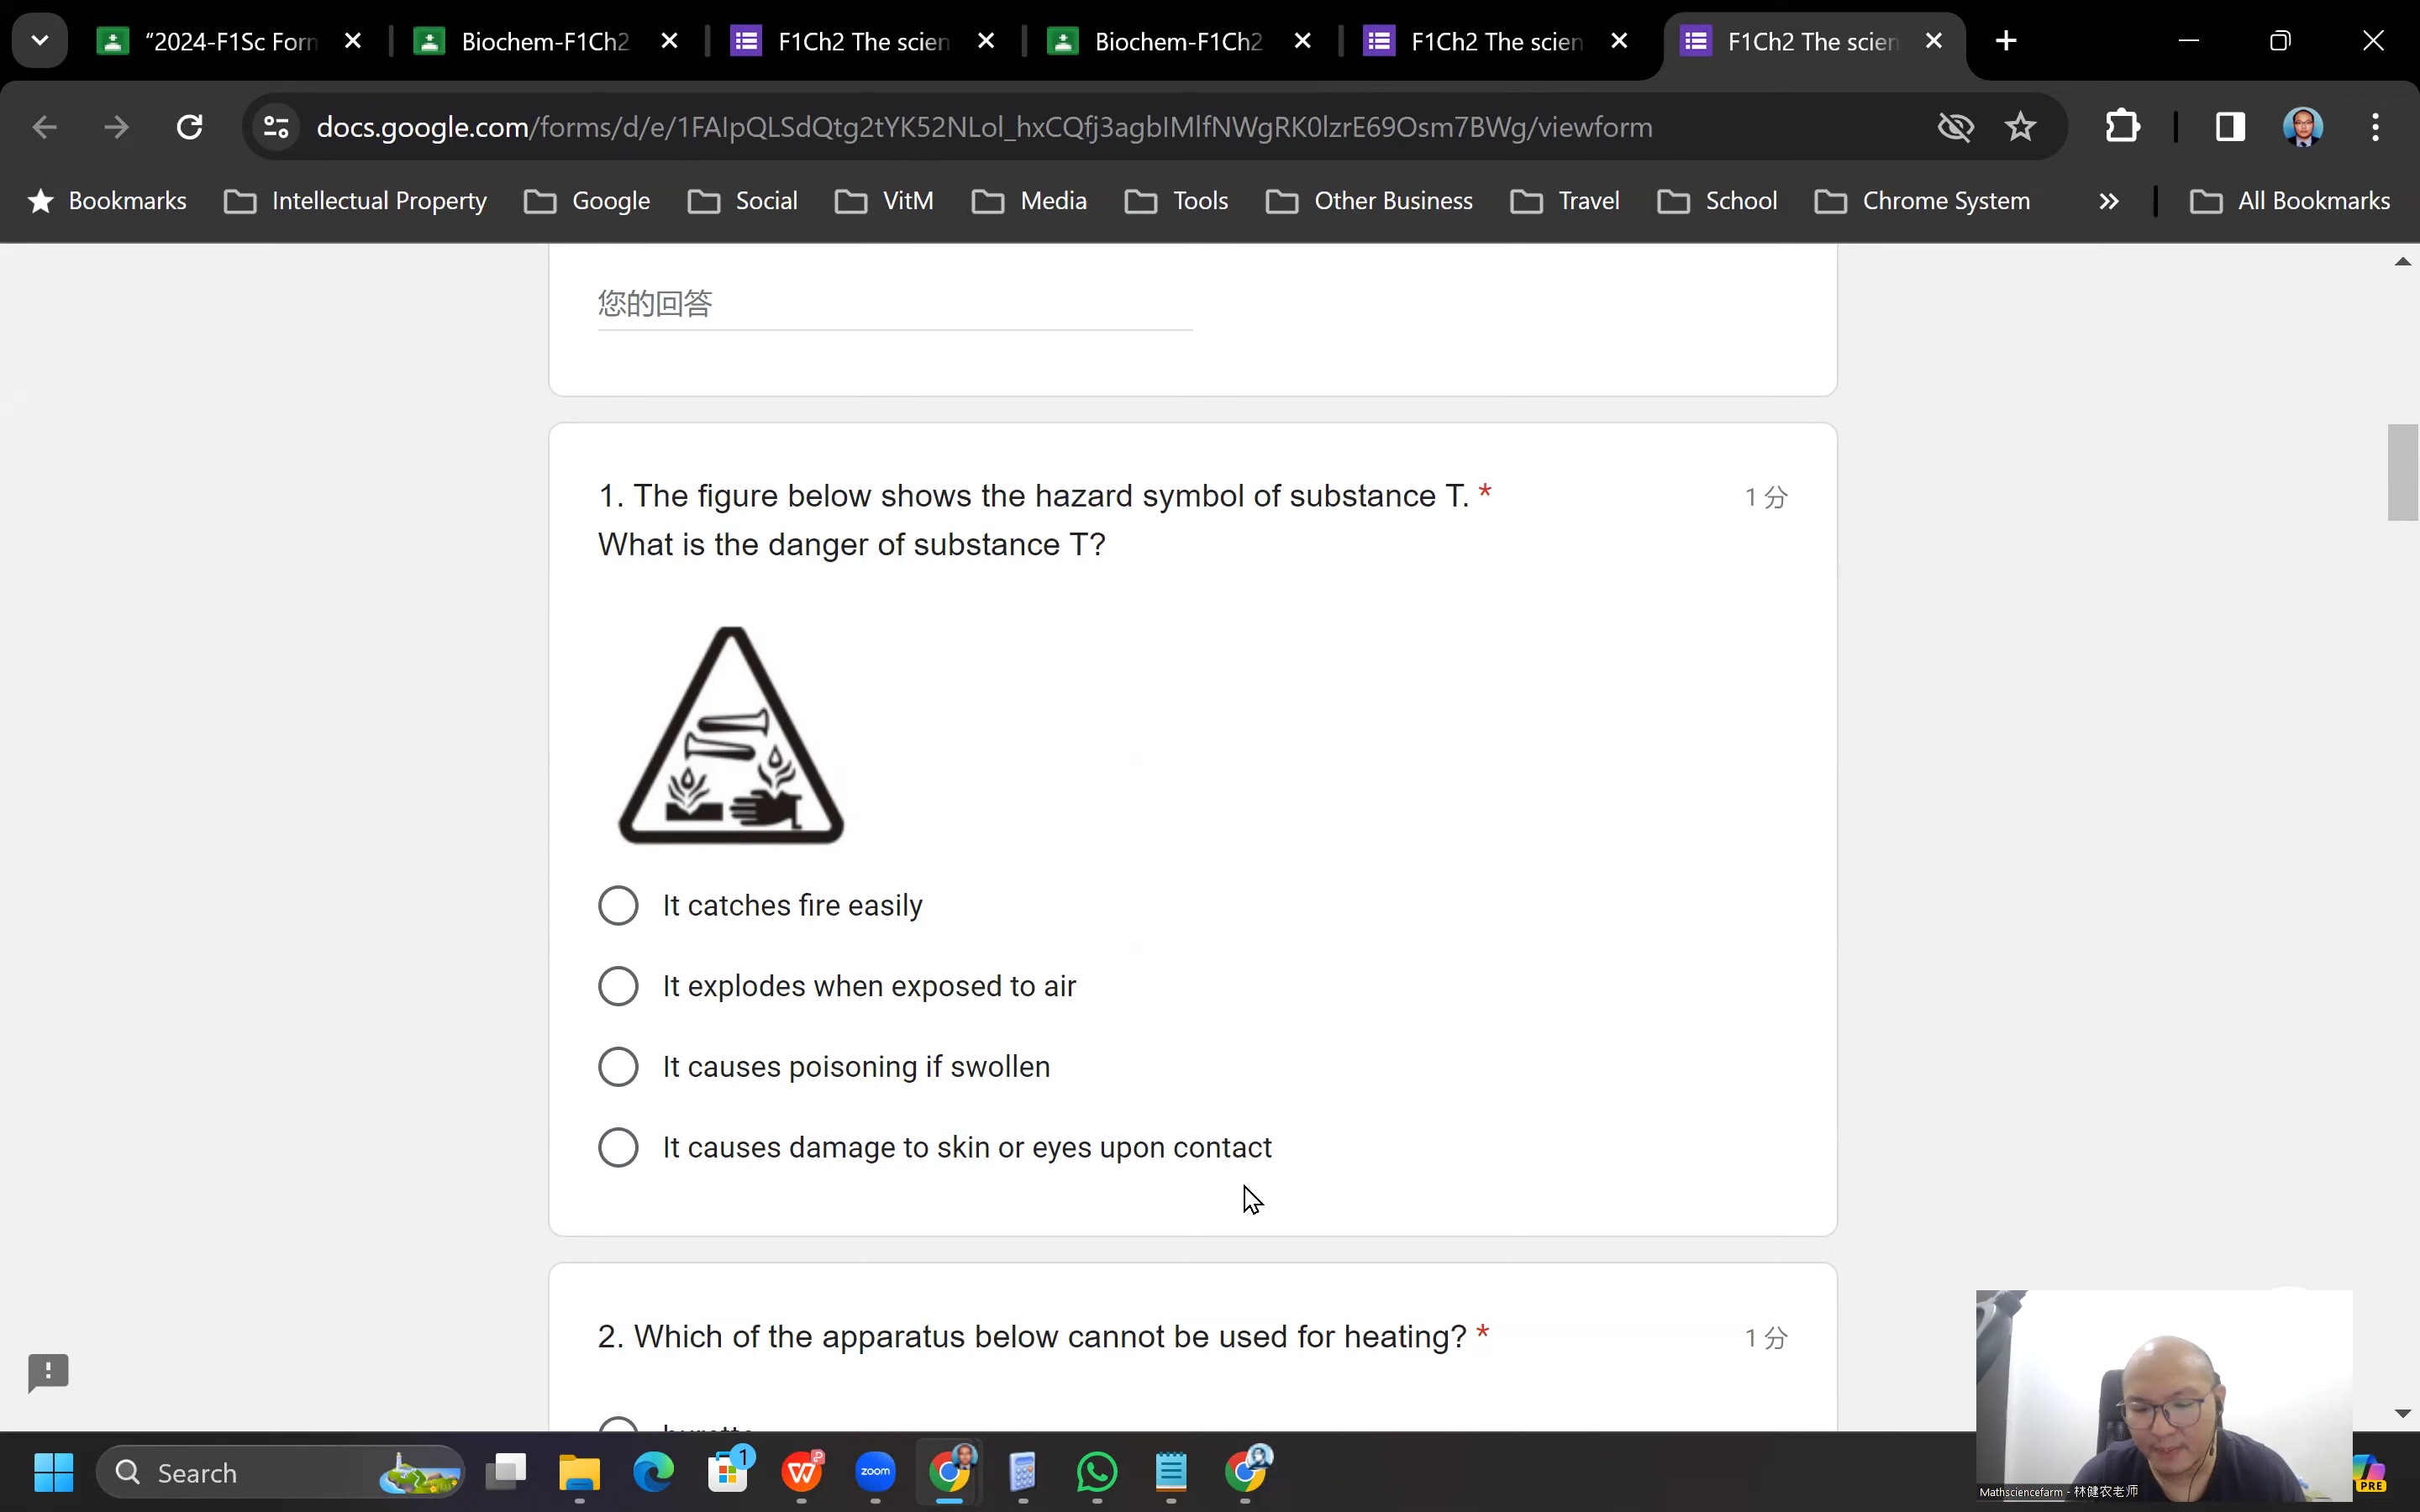 “2024-F1Sc Forn
Biochem-F1Ch2
F1Ch2 The scien
Biochem-F1Ch2
F1Ch2 The scien
F1Ch2 The scien
docs.google.com/forms/d/e/1FAIpQLSdQtg2tYK52NLol_hxCQfj3agbIMlfNWgRK0lzrE69Osm7BWg/viewform
Bookmarks
Intellectual Property
Google
Social
VitM
Media
Tools
Other Business
Travel
School
Chrome System
All Bookmarks
您的回答
1. The figure below shows the hazard symbol of substance T. *
1 分
What is the danger of substance T?
It catches fire easily
It explodes when exposed to air
It causes poisoning if swollen
It causes damage to skin or eyes upon contact
2. Which of the apparatus below cannot be used for heating? *
1 分
Mathsciencefarm - 林健农老师
Search
1
zoom
PRE